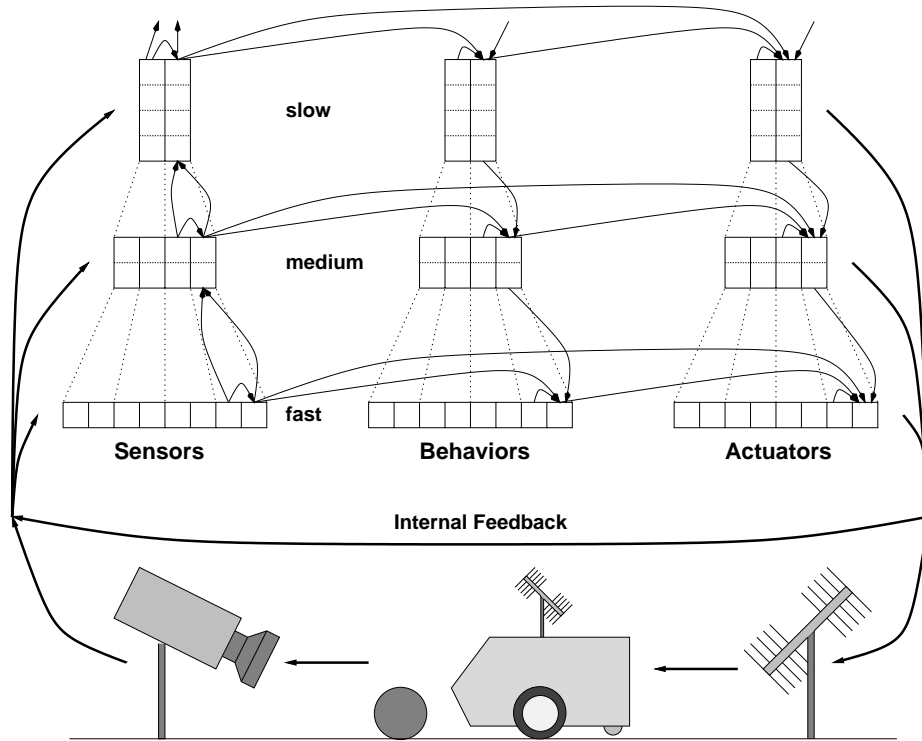 slow
medium
fast
Sensors Behaviors Actuators
Internal Feedback